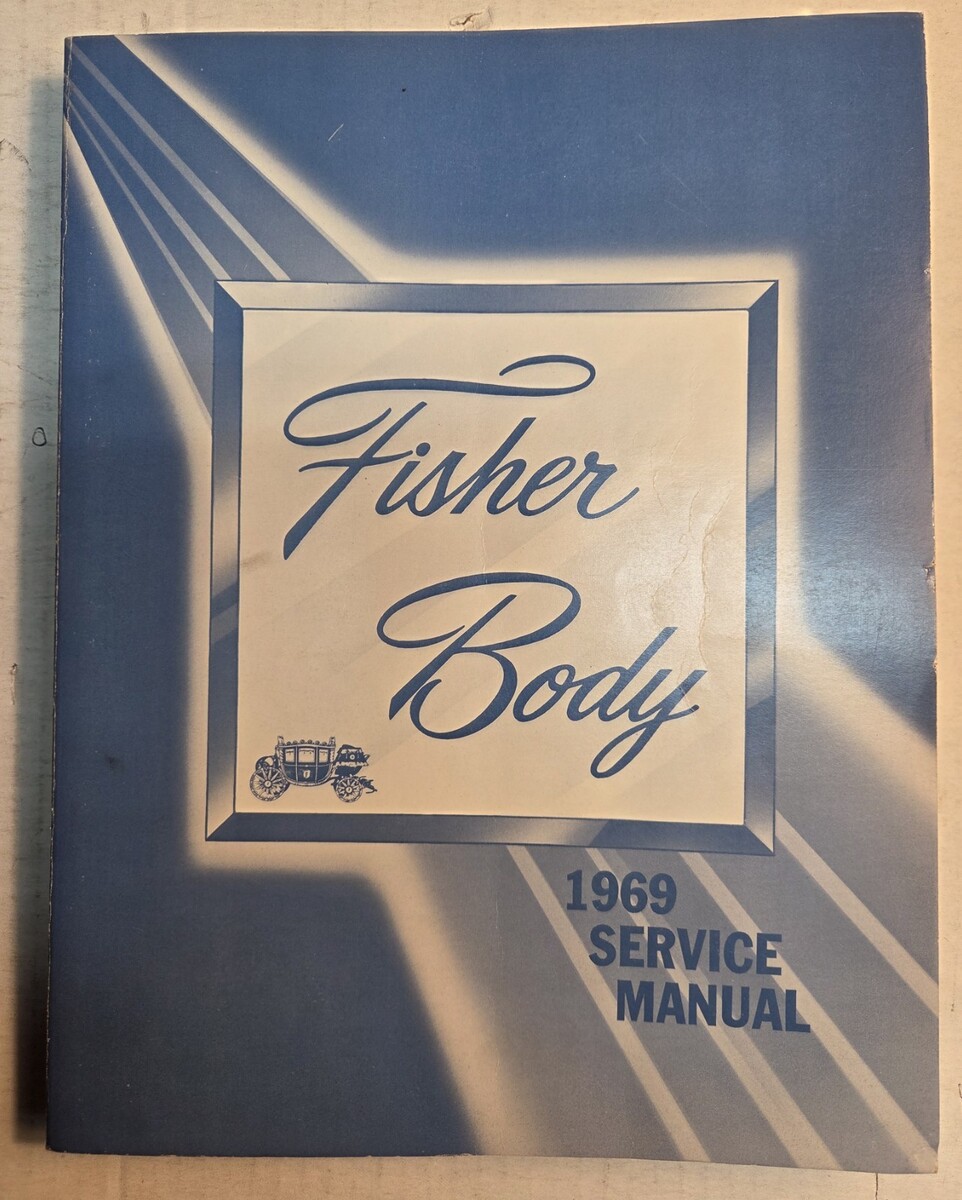 Fisher
Body
1969
SERVICE
MANUAL